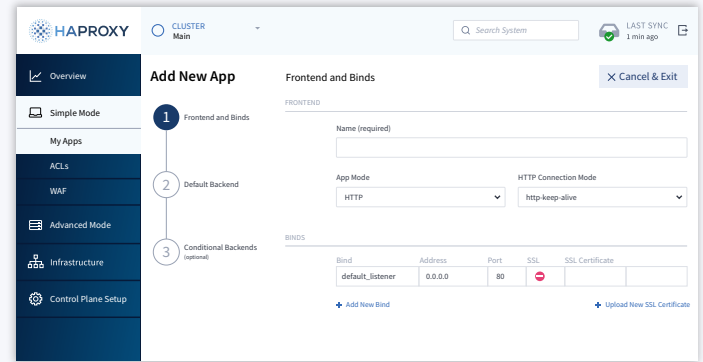 HAPROXY
CLUSTER
Main
Search System
LAST SYNC
1 min ago
Overview
Simple Mode
My Apps
ACLs
WAF
Advanced Mode
Infrastructure
Control Plane Setup
Add New App
1 Frontend and Binds
2 Default Backend
3 Conditional Backends
(optional)
Frontend and Binds
Cancel & Exit
FRONTEND
Name (required)
App Mode HTTP Connection Mode
HTTP http-keep-alive
BINDS
Bind Address Port SSL SSL Certificate
default_listener 0.0.0.0 80
+ Add New Bind + Upload New SSL Certificate